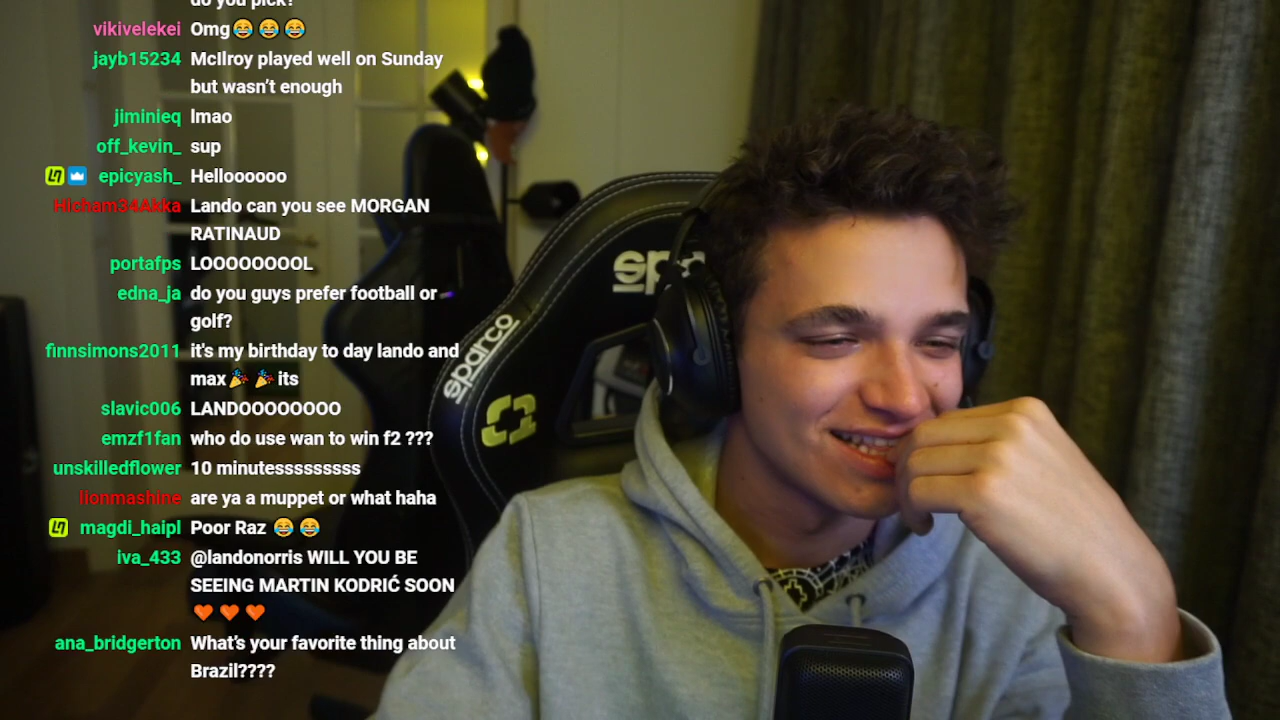 do you pick?
vikivelekei Omg😂😂😂
jayb15234 McIlroy played well on Sunday
but wasn't enough
jiminieq lmao
off_kevin_ sup
epicyash_ Helloooooo
Hicham34Akka Lando can you see MORGAN
RATINAUD
portafps LOOOOOOOOL
edna_ja do you guys prefer football or
golf?
finnsimons2011 it's my birthday to day lando and
max🎉 🎉 its
slavic006 LANDOOOOOOOO
emzf1fan who do use wan to win f2 ???
unskilledflower 10 minutesssssssss
lionmashine are ya a muppet or what haha
magdi_haipl Poor Raz 😂 😂
iva_433 @landonorris WILL YOU BE
SEEING MARTIN KODRIĆ SOON
🧡 🧡 🧡
ana_bridgerton What's your favorite thing about
Brazil????
sparco